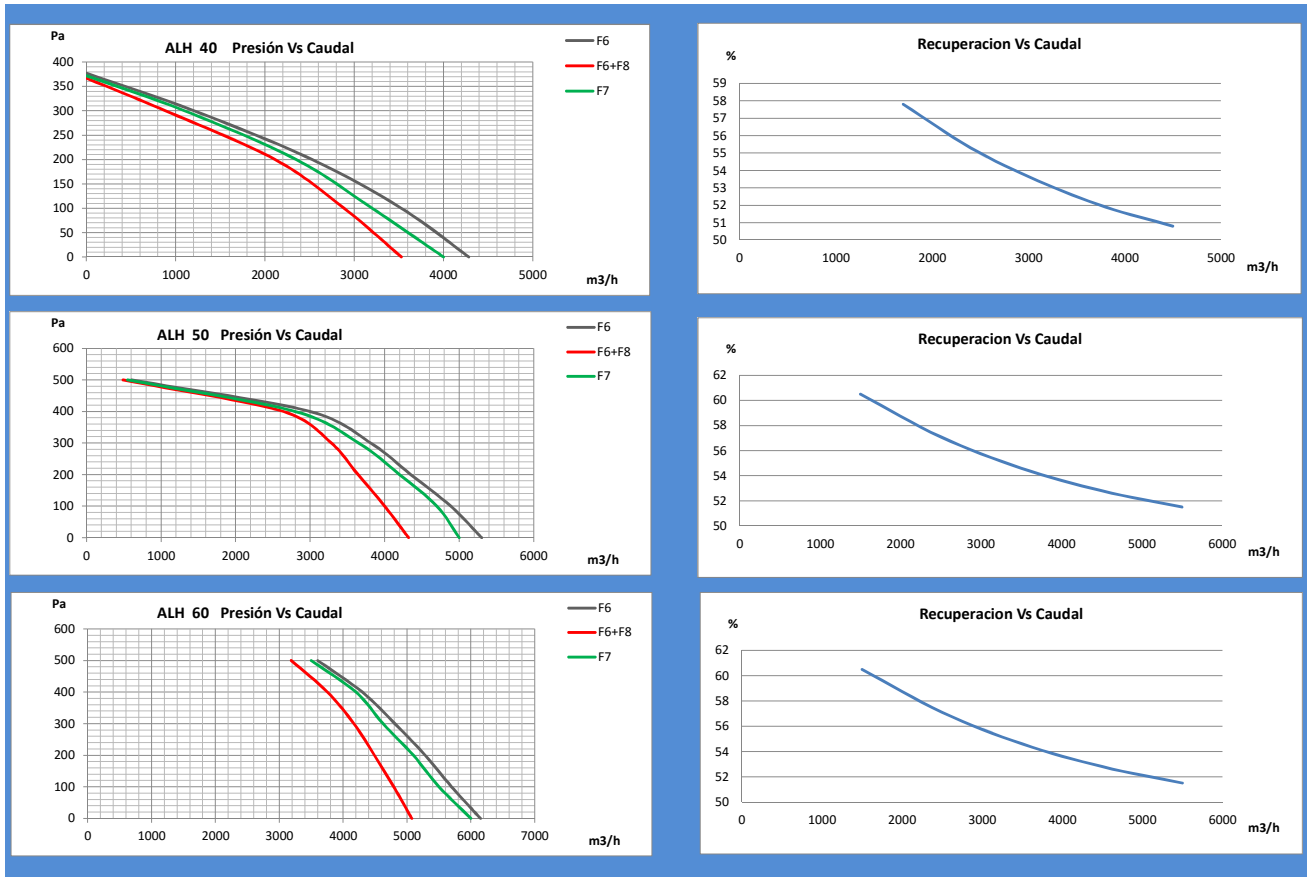 Pa
ALH 40 Presión Vs Caudal
F6
F6+F8
F7
400
350
300
250
200
150
100
50
0
0 1000 2000 3000 4000 5000
m3/h
Recuperacion Vs Caudal
%
59
58
57
56
55
54
53
52
51
50
0 1000 2000 3000 4000 5000
m3/h
Pa
ALH 50 Presión Vs Caudal
F6
F6+F8
F7
600
500
400
300
200
100
0
0 1000 2000 3000 4000 5000 6000
m3/h
Recuperacion Vs Caudal
%
62
60
58
56
54
52
50
0 1000 2000 3000 4000 5000 6000
m3/h
Pa
ALH 60 Presión Vs Caudal
F6
F6+F8
F7
600
500
400
300
200
100
0
0 1000 2000 3000 4000 5000 6000 7000
m3/h
Recuperacion Vs Caudal
%
62
60
58
56
54
52
50
0 1000 2000 3000 4000 5000 6000
m3/h